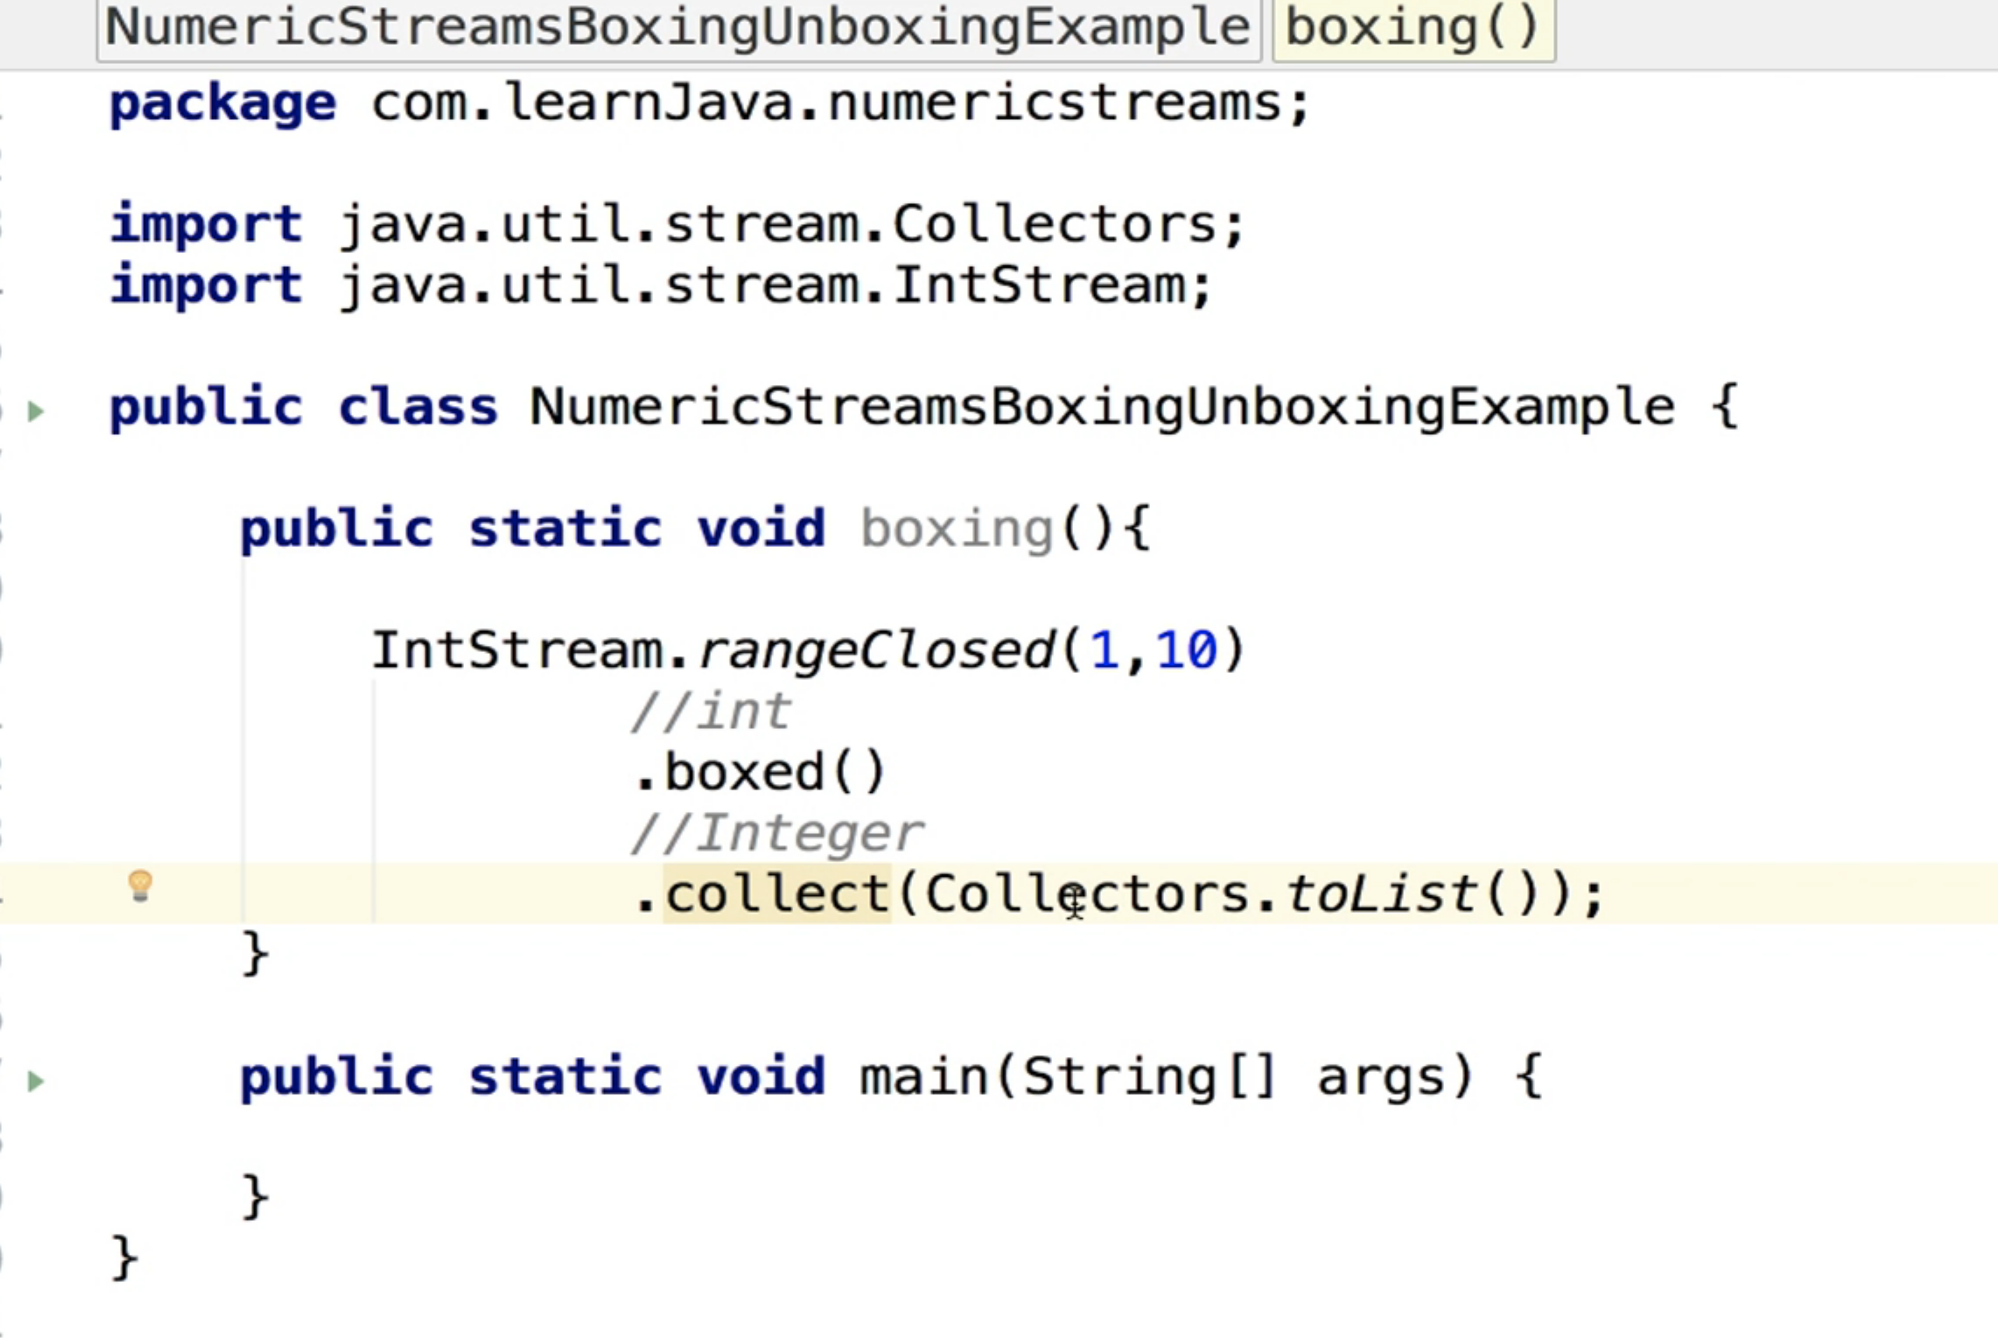 NumericStreamsBoxingUnboxingExample boxing()
package com.learnJava.numericstreams;
import java.util.stream.Collectors;
import java.util.stream.IntStream;
public class NumericStreamsBoxingUnboxingExample {
public static void boxing(){
IntStream.rangeClosed(1,10)
//int
.boxed()
//Integer
.collect(Collectors.toList());
}
public static void main(String[] args) {
}
}